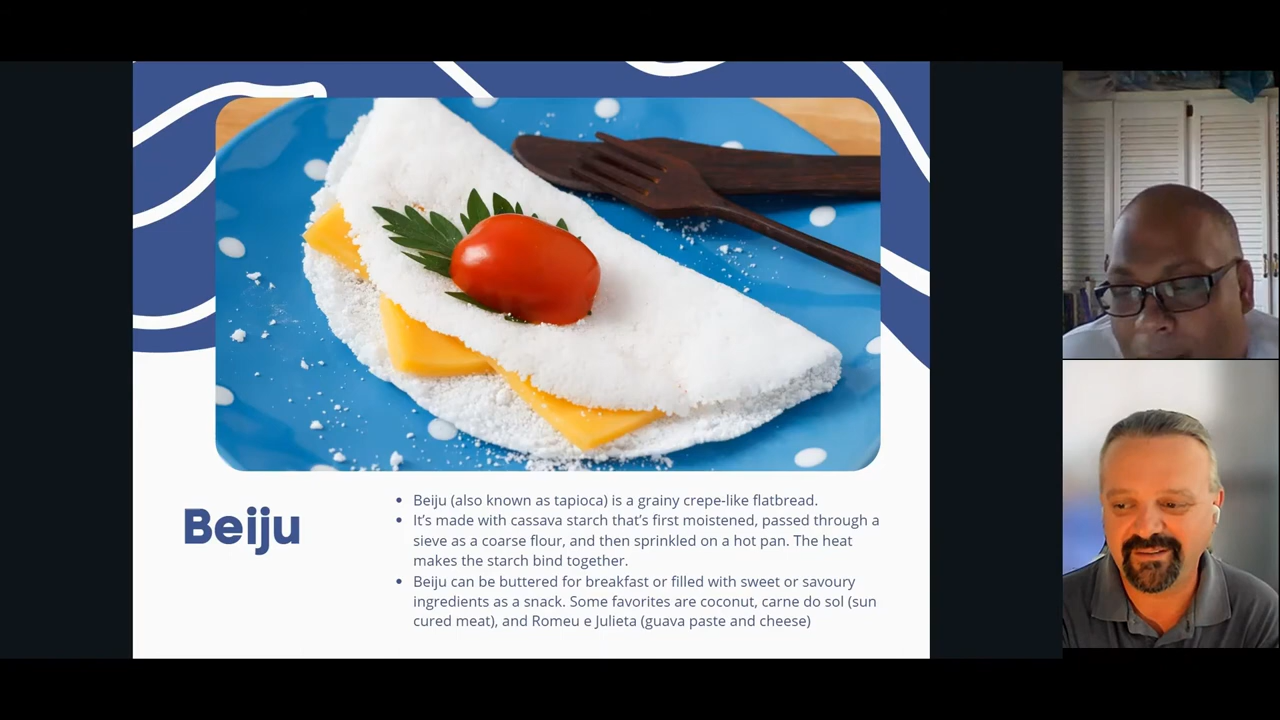 Beiju
• Beiju (also known as tapioca) is a grainy crepe-like flatbread.
• It’s made with cassava starch that’s first moistened, passed through a
sieve as a coarse flour, and then sprinkled on a hot pan. The heat
makes the starch bind together.
• Beiju can be buttered for breakfast or filled with sweet or savoury
ingredients as a snack. Some favorites are coconut, carne do sol (sun
cured meat), and Romeu e Julieta (guava paste and cheese)